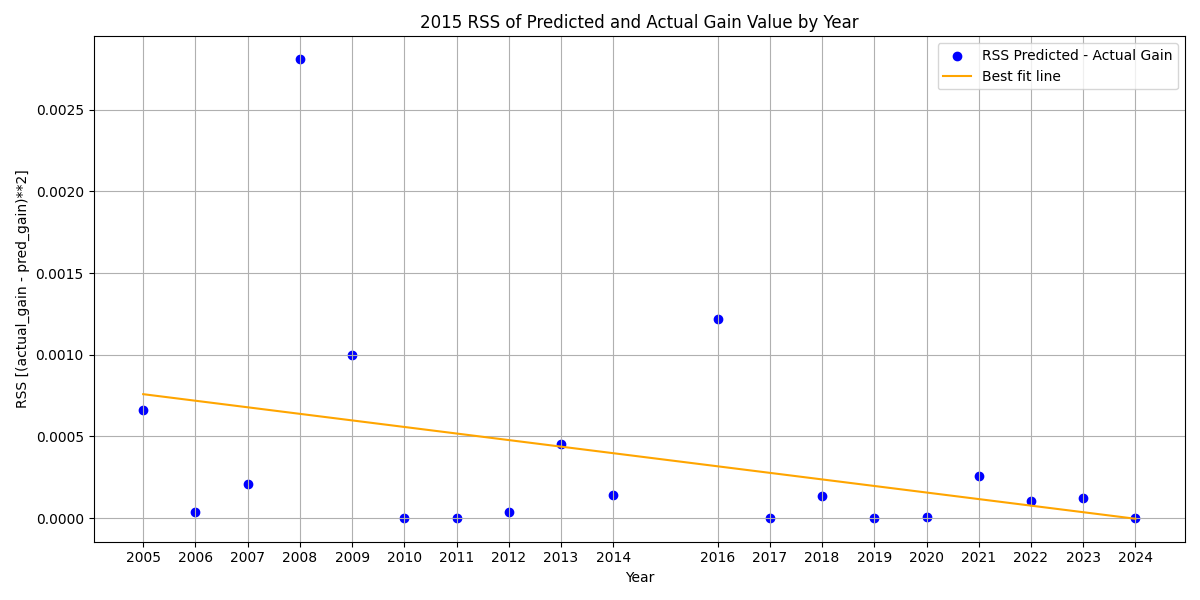 2015 RSS of Predicted and Actual Gain Value by Year
RSS Predicted - Actual Gain
Best fit line
RSS [(actual_gain - pred_gain)**2]
0.0025
0.0020
0.0015
0.0010
0.0005
0.0000
2005 2006 2007 2008 2009 2010 2011 2012 2013 2014 2016 2017 2018 2019 2020 2021 2022 2023 2024
Year